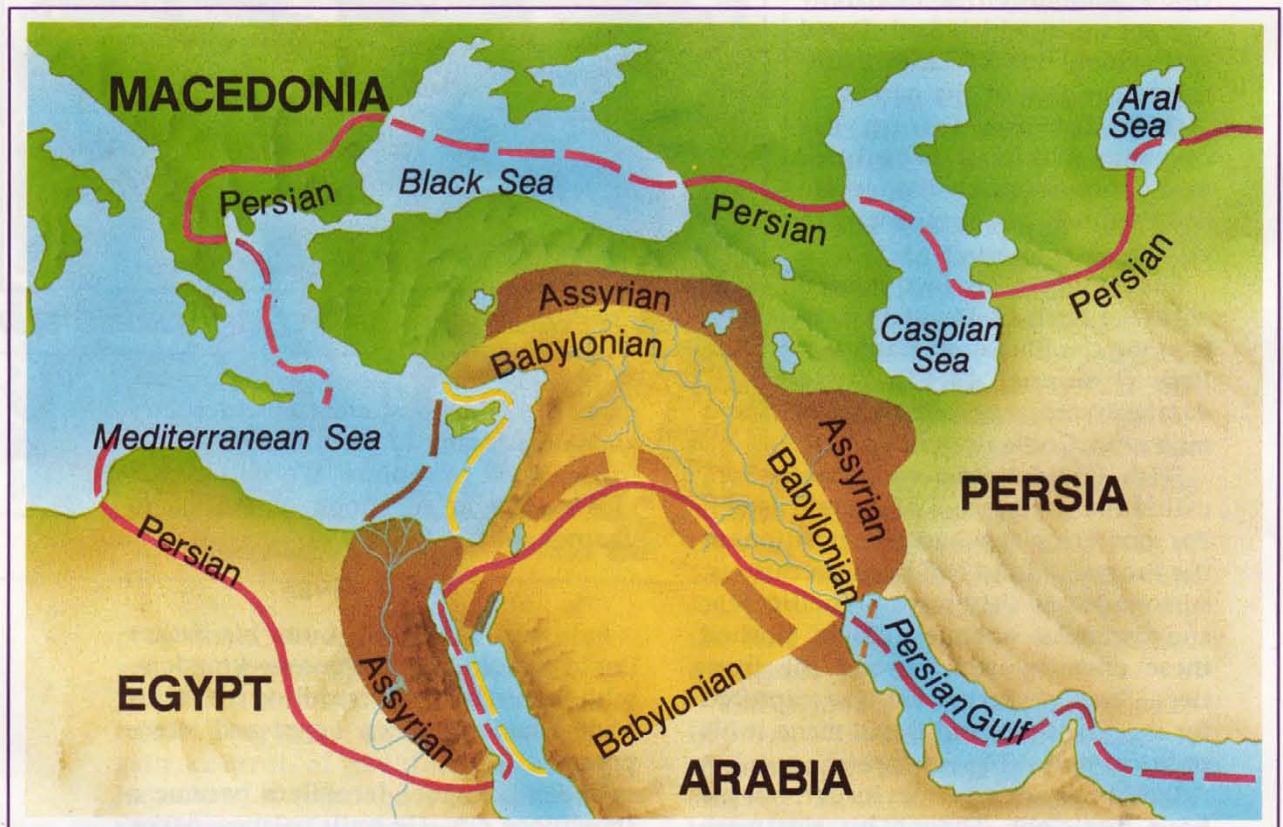 MACEDONIA
Aral
Sea
Black Sea
Persian
Persian
Persian
Assyrian
Babylonian
Caspian
Sea
Mediterranean Sea
Assyrian
Babylonian
PERSIA
Persian
Persian Gulf
EGYPT
Assyrian
Babylonian
ARABIA